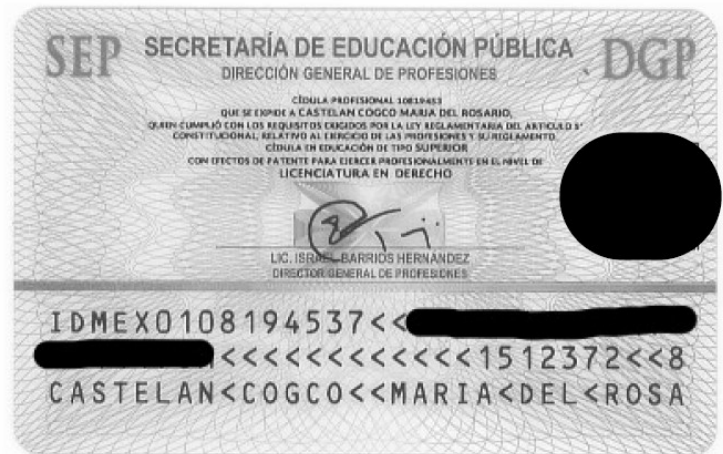 SEP SECRETARÍA DE EDUCACIÓN PÚBLICA DGP
DIRECCIÓN GENERAL DE PROFESIONES
CÉDULA PROFESIONAL 10819453
QUE SE EXPIDE A CASTELAN COGCO MARIA DEL ROSARIO,
QUIEN CUMPLIÓ CON LOS REQUISITOS EXIGIDOS POR LA LEY REGLAMENTARIA DEL ARTÍCULO 5°
CONSTITUCIONAL, RELATIVO AL EJERCICIO DE LAS PROFESIONES Y SU REGLAMENTO
CÉDULA EN EDUCACIÓN DE TIPO SUPERIOR
CON EFECTOS DE PATENTE PARA EJERCER PROFESIONALMENTE EN EL NIVEL DE
LICENCIATURA EN DERECHO
LIC. ISRAEL BARRIOS HERNÁNDEZ
DIRECTOR GENERAL DE PROFESIONES
IDMEX0108194537<<
<<<<<<<<<<<<<1512372<<8
CASTELAN<COGCO<<MARIA<DEL<ROSA